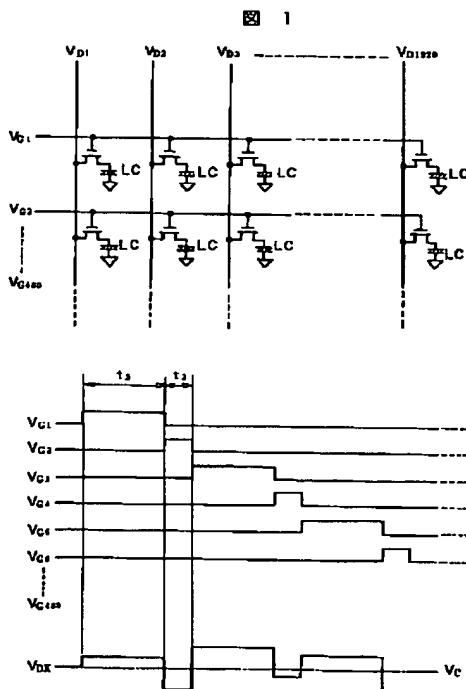 図 1
VD1 VD2 VD3 VD1920
VG1
LC LC LC LC
VG2
LC LC LC LC
VG480
t3 t2
VG1
VG2
VG3
VG4
VG5
VG6
VG480
VDX VC